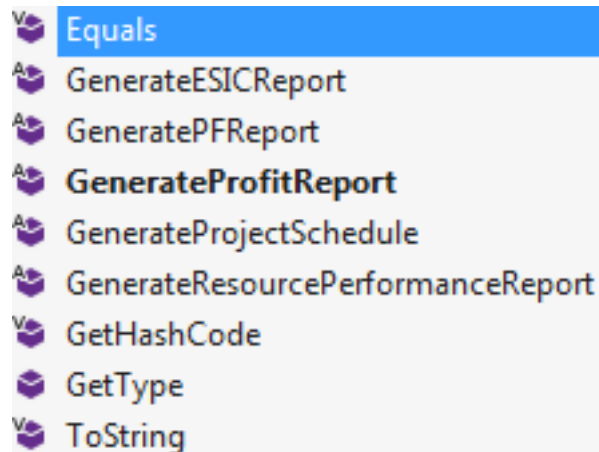 V Equals
A GenerateESICReport
A GeneratePFReport
A GenerateProfitReport
A GenerateProjectSchedule
A GenerateResourcePerformanceReport
V GetHashCode
GetType
V ToString